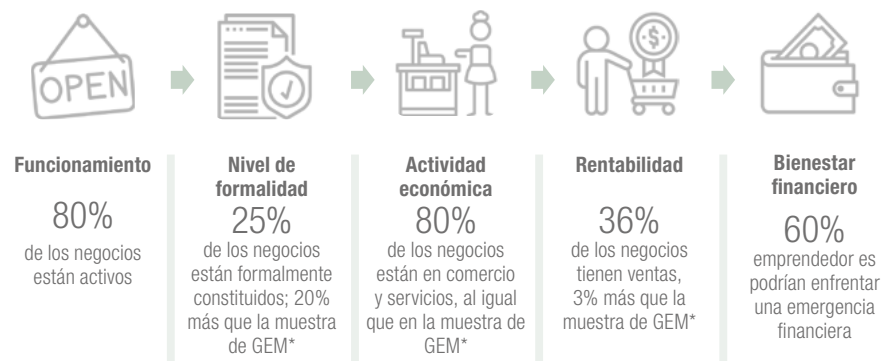 OPEN
Funcionamiento
80%
de los negocios
están activos
Nivel de
formalidad
25%
de los negocios
están formalmente
constituidos; 20%
más que la muestra
de GEM*
Actividad
económica
80%
de los negocios
están en comercio
y servicios, al igual
que en la muestra de
GEM*
Rentabilidad
36%
de los negocios
tienen ventas,
3% más que la
muestra de GEM*
Bienestar
financiero
60%
emprendedor es
podrían enfrentar
una emergencia
financiera